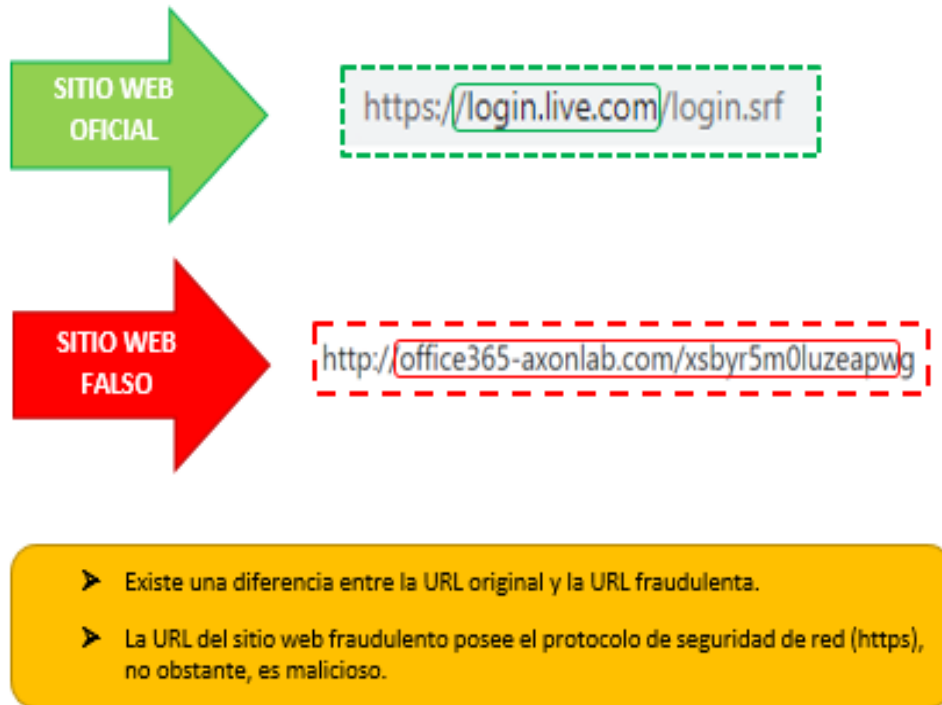 SITIO WEB
OFICIAL
https://login.live.com/login.srf
SITIO WEB
FALSO
http://office365-axonlab.com/xsbyr5m0luzeapwg
➤ Existe una diferencia entre la URL original y la URL fraudulenta.
➤ La URL del sitio web fraudulento posee el protocolo de seguridad de red (https),
no obstante, es malicioso.